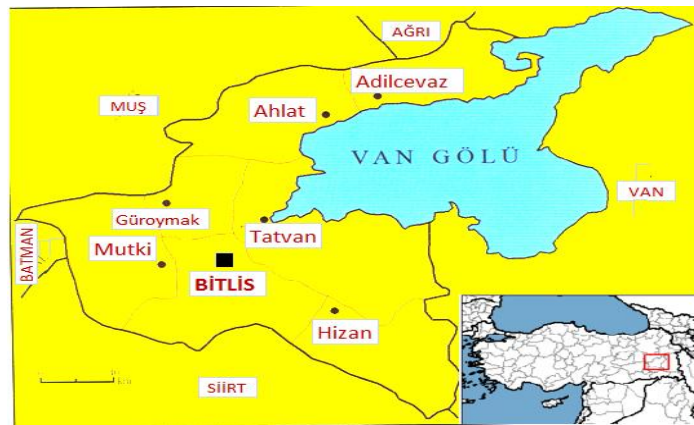 AĞRI
Adilcevaz
MUŞ
Ahlat
VAN GÖLÜ
VAN
Güroymak
Tatvan
BATMAN
Mutki
BİTLİS
Hizan
SİİRT